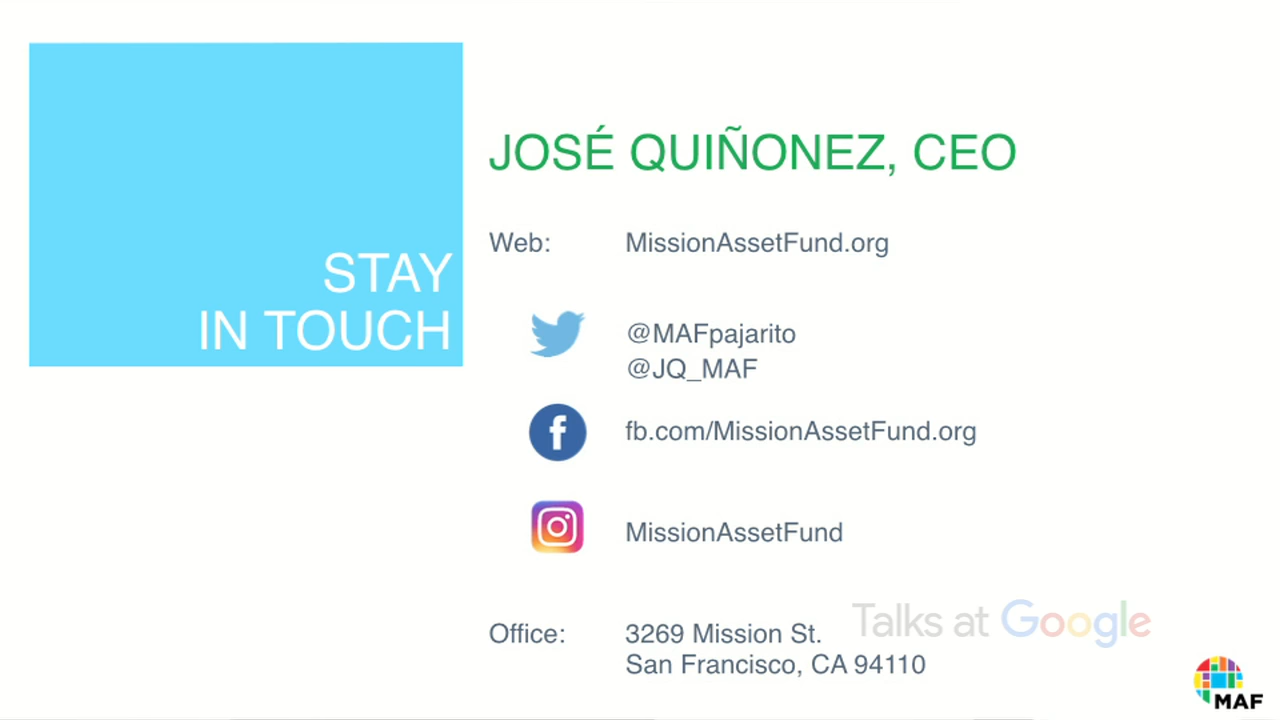 STAY
IN TOUCH
JOSÉ QUIÑONEZ, CEO
Web: MissionAssetFund.org
@MAFpajarito
@JQ_MAF
fb.com/MissionAssetFund.org
MissionAssetFund
Office: 3269 Mission St.
San Francisco, CA 94110
Talks at Google
MAF